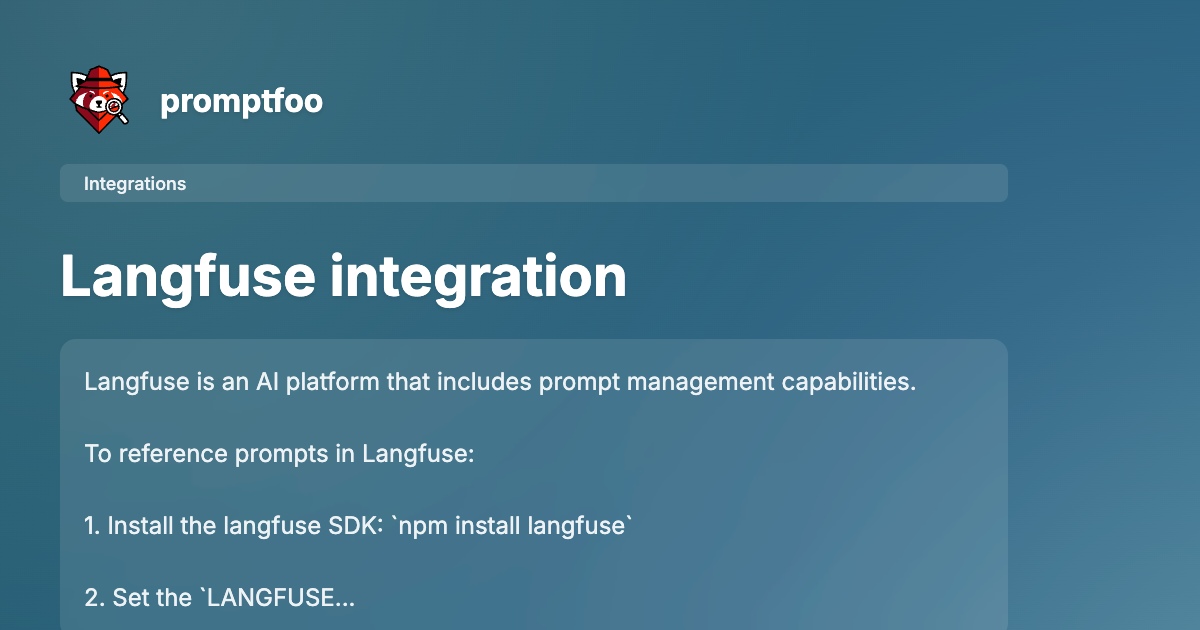 promptfoo
Integrations
Langfuse integration
Langfuse is an AI platform that includes prompt management capabilities.
To reference prompts in Langfuse:
1. Install the langfuse SDK: `npm install langfuse`
2. Set the `LANGFUSE...